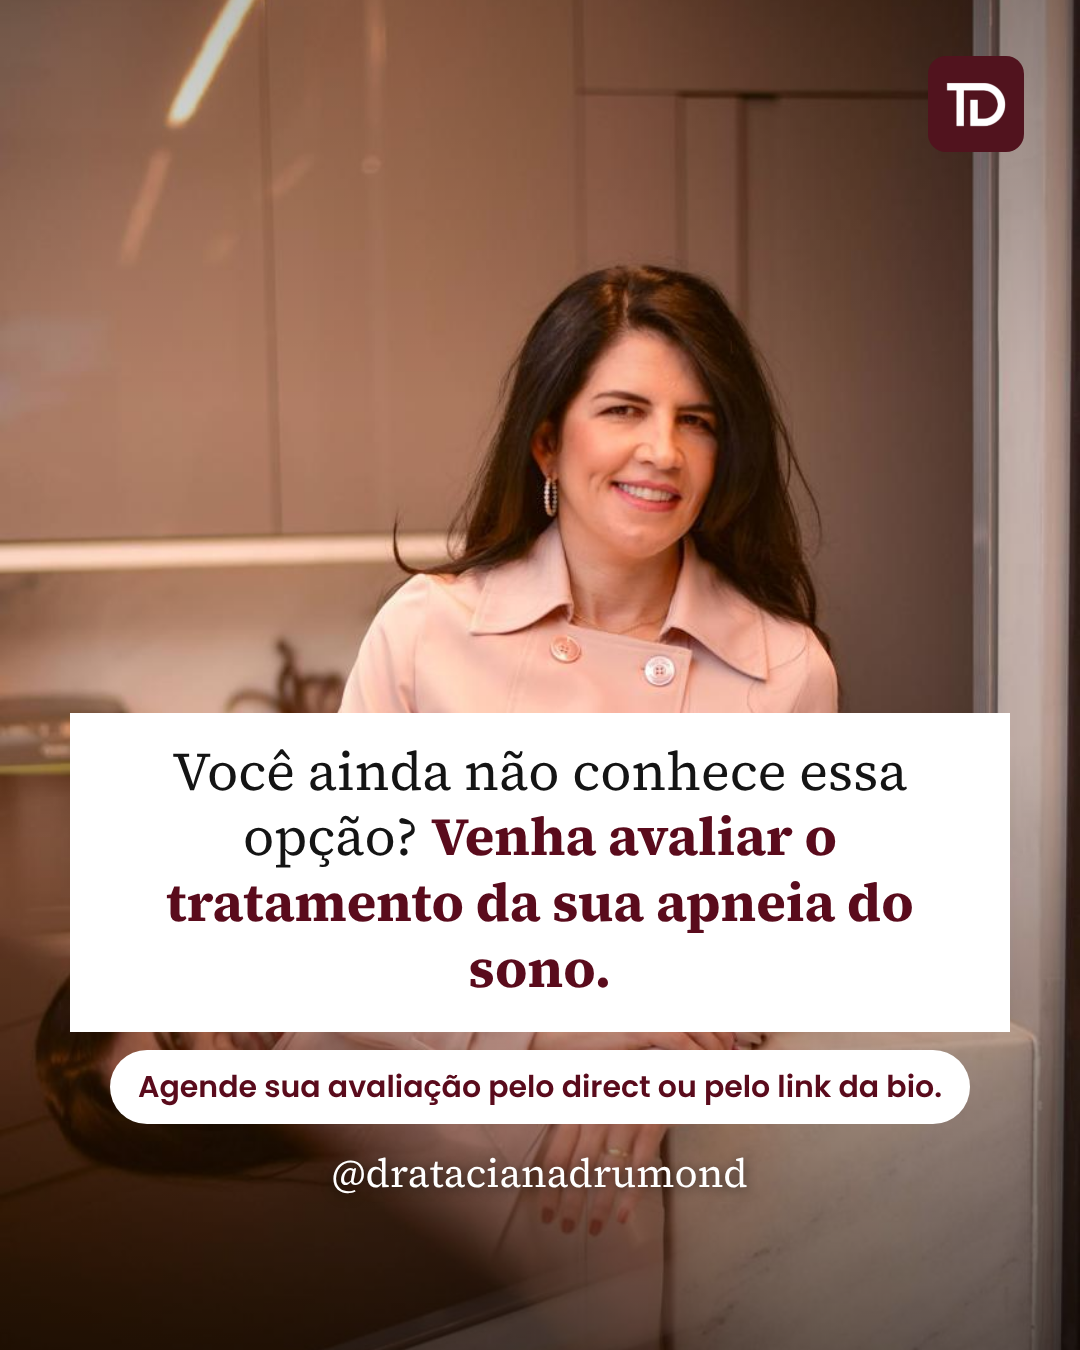 TD
Você ainda não conhece essa
opção? Venha avaliar o
tratamento da sua apneia do
sono.
Agende sua avaliação pelo direct ou pelo link da bio.
@dratacianadrumond